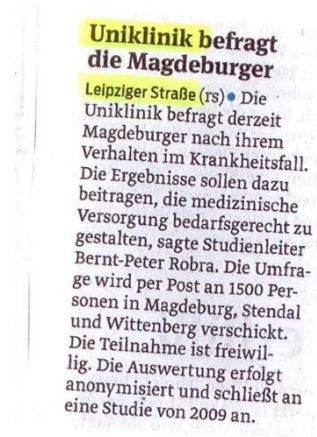 Uniklinik befragt
die Magdeburger
Leipziger Straße (rs) • Die
Uniklinik befragt derzeit
Magdeburger nach ihrem
Verhalten im Krankheitsfall.
Die Ergebnisse sollen dazu
beitragen, die medizinische
Versorgung bedarfsgerecht zu
gestalten, sagte Studienleiter
Bernt-Peter Robra. Die Umfra-
ge wird per Post an 1500 Per-
sonen in Magdeburg, Stendal
und Wittenberg verschickt.
Die Teilnahme ist freiwil-
lig. Die Auswertung erfolgt
anonymisiert und schließt an
eine Studie von 2009 an.